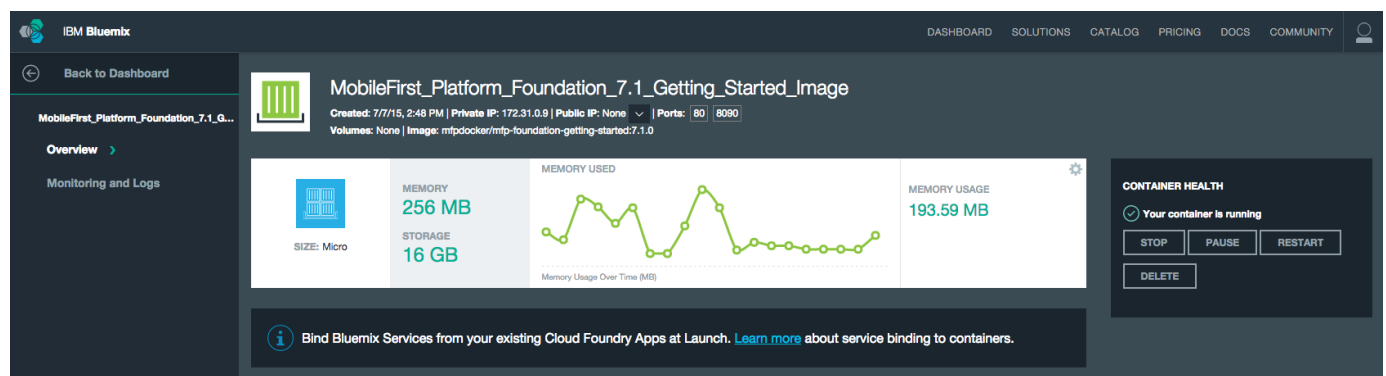 IBM Bluemix
DASHBOARD SOLUTIONS CATALOG PRICING DOCS COMMUNITY
Back to Dashboard
MobileFirst_Platform_Foundation_7.1_G...
Overview
Monitoring and Logs
MobileFirst_Platform_Foundation_7.1_Getting_Started_Image
Created: 7/7/15, 2:48 PM | Private IP: 172.31.0.9 | Public IP: None | Ports: 80 8090
Volumes: None | Image: mfpdocker/mfp-foundation-getting-started:7.1.0
SIZE: Micro
MEMORY
256 MB
STORAGE
16 GB
MEMORY USED
Memory Usage Over Time (MB)
MEMORY USAGE
193.59 MB
CONTAINER HEALTH
Your container is running
STOP PAUSE RESTART
DELETE
Bind Bluemix Services from your existing Cloud Foundry Apps at Launch. Learn more about service binding to containers.